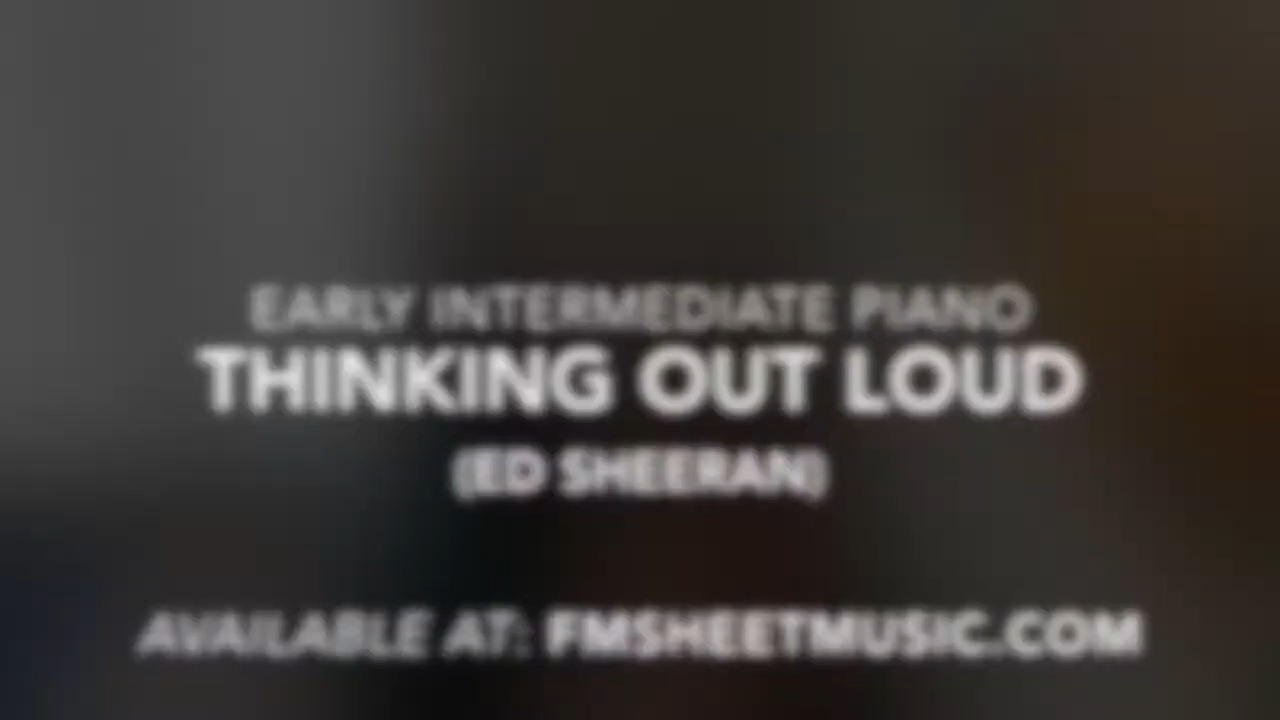 EARLY INTERMEDIATE PIANO
THINKING OUT LOUD
(ED SHEERAN)
AVAILABLE AT: FMSHEETMUSIC.COM